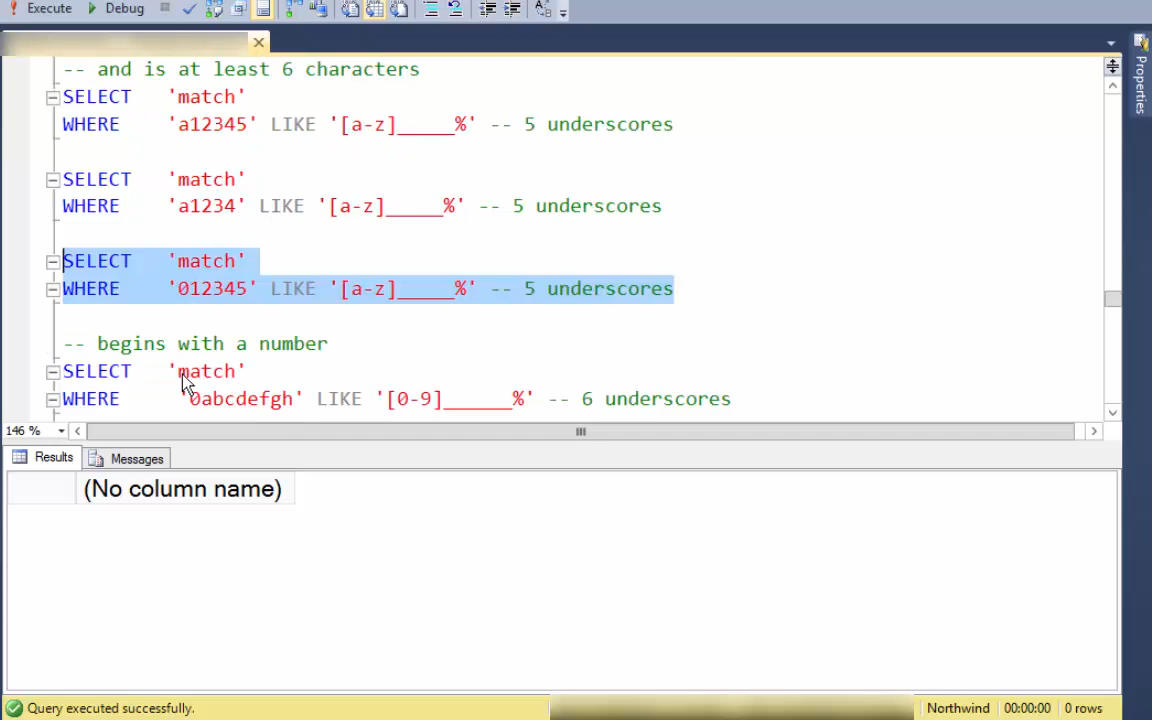 Execute Debug
Properties
-- and is at least 6 characters
SELECT 'match'
WHERE 'a12345' LIKE '[a-z]_____%' -- 5 underscores
SELECT 'match'
WHERE 'a1234' LIKE '[a-z]_____%' -- 5 underscores
SELECT 'match'
WHERE '012345' LIKE '[a-z]_____%' -- 5 underscores
-- begins with a number
SELECT 'match'
WHERE '0abcdefgh' LIKE '[0-9]______%' -- 6 underscores
146 %
Results Messages
(No column name)
Query executed successfully. Northwind 00:00:00 0 rows